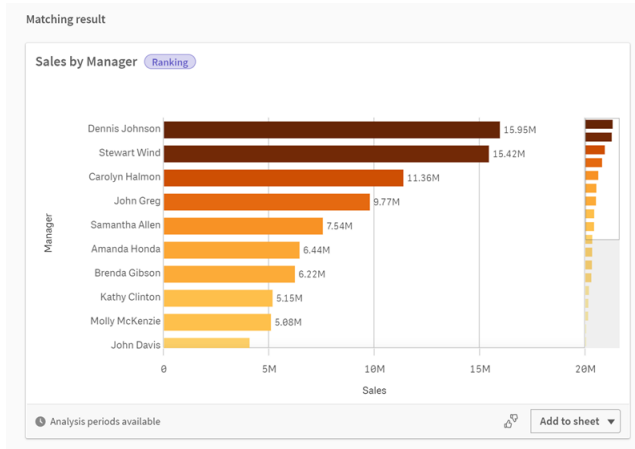 Matching result
Sales by Manager Ranking
Manager
Dennis Johnson 15.95M
Stewart Wind 15.42M
Carolyn Halmon 11.36M
John Greg 9.77M
Samantha Allen 7.54M
Amanda Honda 6.44M
Brenda Gibson 6.22M
Kathy Clinton 5.15M
Molly McKenzie 5.08M
John Davis
0 5M 10M 15M 20M
Sales
Analysis periods available Add to sheet